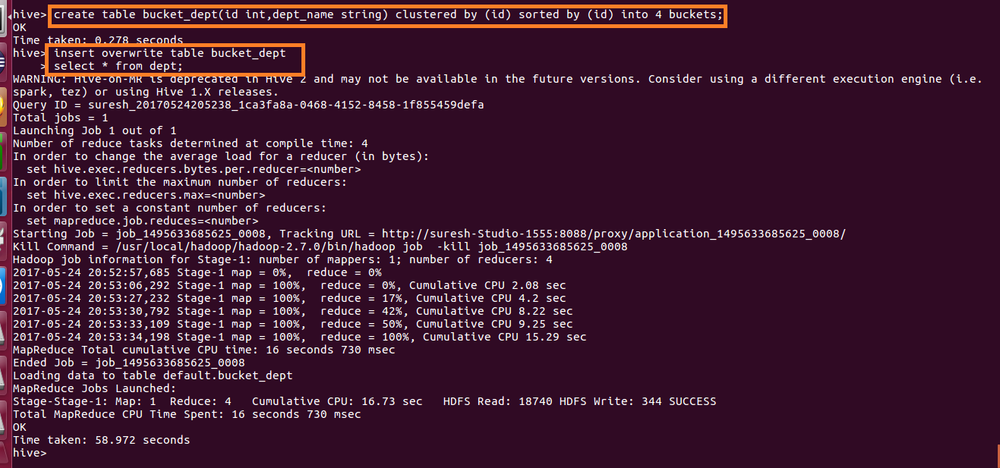 hive> create table bucket_dept(id int,dept_name string) clustered by (id) sorted by (id) into 4 buckets;
OK
Time taken: 0.278 seconds
hive> insert overwrite table bucket_dept
    > select * from dept;
WARNING: Hive-on-MR is deprecated in Hive 2 and may not be available in the future versions. Consider using a different execution engine (i.e.
spark, tez) or using Hive 1.X releases.
Query ID = suresh_20170524205238_1ca3fa8a-0468-4152-8458-1f855459defa
Total jobs = 1
Launching Job 1 out of 1
Number of reduce tasks determined at compile time: 4
In order to change the average load for a reducer (in bytes):
  set hive.exec.reducers.bytes.per.reducer=<number>
In order to limit the maximum number of reducers:
  set hive.exec.reducers.max=<number>
In order to set a constant number of reducers:
  set mapreduce.job.reduces=<number>
Starting Job = job_1495633685625_0008, Tracking URL = http://suresh-Studio-1555:8088/proxy/application_1495633685625_0008/
Kill Command = /usr/local/hadoop/hadoop-2.7.0/bin/hadoop job  -kill job_1495633685625_0008
Hadoop job information for Stage-1: number of mappers: 1; number of reducers: 4
2017-05-24 20:52:57,685 Stage-1 map = 0%,  reduce = 0%
2017-05-24 20:53:06,292 Stage-1 map = 100%,  reduce = 0%, Cumulative CPU 2.08 sec
2017-05-24 20:53:27,232 Stage-1 map = 100%,  reduce = 17%, Cumulative CPU 4.2 sec
2017-05-24 20:53:30,792 Stage-1 map = 100%,  reduce = 42%, Cumulative CPU 8.22 sec
2017-05-24 20:53:33,109 Stage-1 map = 100%,  reduce = 50%, Cumulative CPU 9.25 sec
2017-05-24 20:53:34,198 Stage-1 map = 100%,  reduce = 100%, Cumulative CPU 15.29 sec
MapReduce Total cumulative CPU time: 16 seconds 730 msec
Ended Job = job_1495633685625_0008
Loading data to table default.bucket_dept
MapReduce Jobs Launched:
Stage-Stage-1: Map: 1  Reduce: 4   Cumulative CPU: 16.73 sec   HDFS Read: 18740 HDFS Write: 344 SUCCESS
Total MapReduce CPU Time Spent: 16 seconds 730 msec
OK
Time taken: 58.972 seconds
hive>